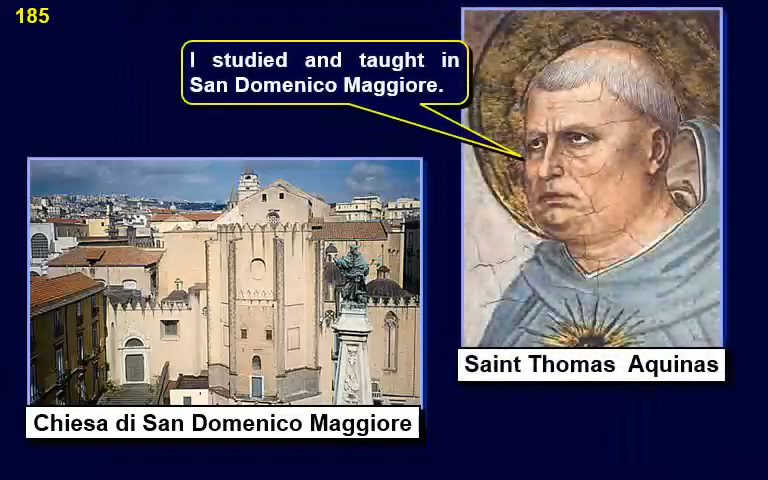 185
I studied and taught in
San Domenico Maggiore.
Saint Thomas Aquinas
Chiesa di San Domenico Maggiore